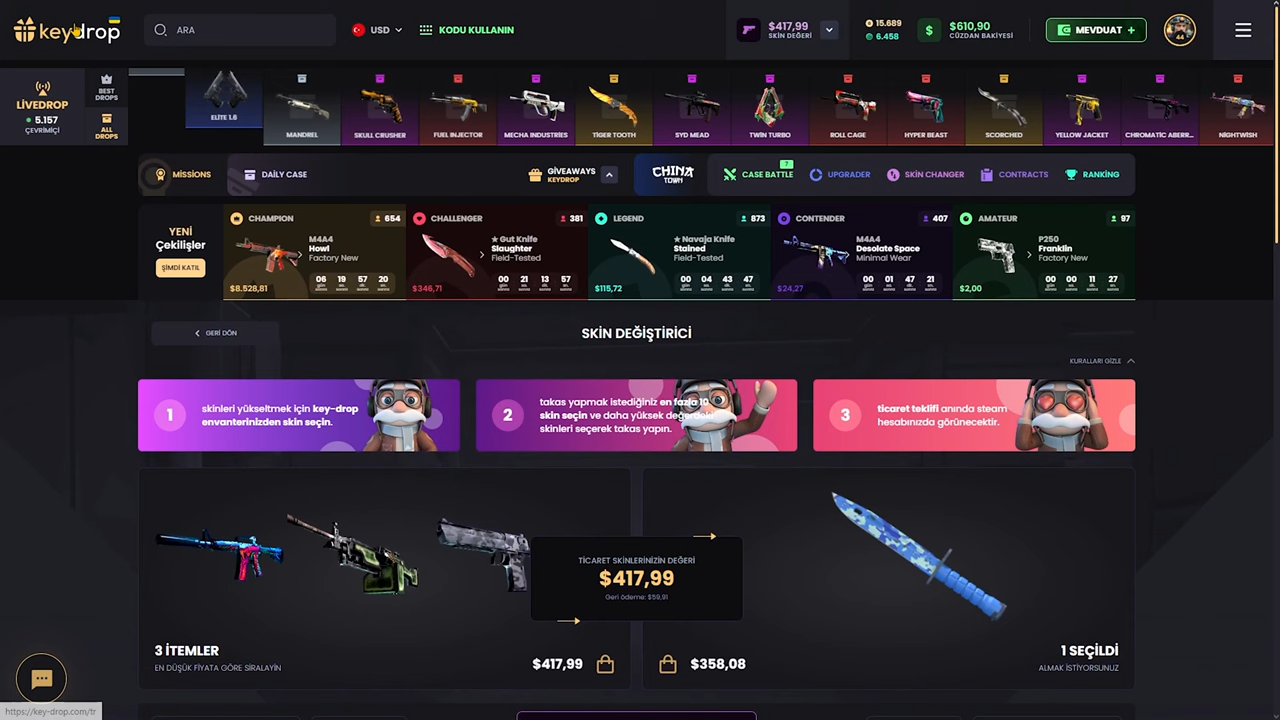 keydrop
ARA
USD
KODU KULLANIN
$417,99
SKIN DEĞERİ
15.689
6.458
$
$610,90
CÜZDAN BAKİYESİ
MEVDUAT +
44
LIVEDROP
5.157
ÇEVRİMİÇİ
BEST DROPS
ALL DROPS
ELITE 1.6
MANDREL
SKULL CRUSHER
FUEL INJECTOR
MECHA INDUSTRIES
TIGER TOOTH
SYD MEAD
TWIN TURBO
ROLL CAGE
HYPER BEAST
SCORCHED
YELLOW JACKET
CHROMATIC ABERR...
NIGHTWISH
MISSIONS
DAILY CASE
GIVEAWAYS
KEYDROP
CHINA
TOWN
CASE BATTLE
7
UPGRADER
SKIN CHANGER
CONTRACTS
RANKING
YENİ
Çekilişler
ŞİMDİ KATIL
CHAMPION
654
M4A4
Howl
Factory New
06 19 57 20
$8.528,81
CHALLENGER
381
★ Gut Knife
Slaughter
Field-Tested
00 21 13 57
$346,71
LEGEND
873
★ Navaja Knife
Stained
Field-Tested
00 04 43 47
$115,72
CONTENDER
407
M4A4
Desolate Space
Minimal Wear
00 01 47 21
$24,27
AMATEUR
97
P250
Franklin
Factory New
00 00 11 27
$2,00
GERİ DÖN
SKİN DEĞİŞTİRİCİ
KURALLARI GİZLE
1
skinleri yükseltmek için key-drop
envanterinizden skin seçin.
2
takas yapmak istediğiniz en fazla 10
skin seçin ve daha yüksek değerdeki
skinleri seçerek takas yapın.
3
ticaret teklifi anında steam
hesabınızda görünecektir.
TİCARET SKINLERİNİZİN DEĞERİ
$417,99
Geri ödeme: $59,91
3 İTEMLER
EN DÜŞÜK FİYATA GÖRE SIRALAYIN
$417,99
$358,08
1 SEÇİLDİ
ALMAK İSTİYORSUNUZ
https://key-drop.com/tr